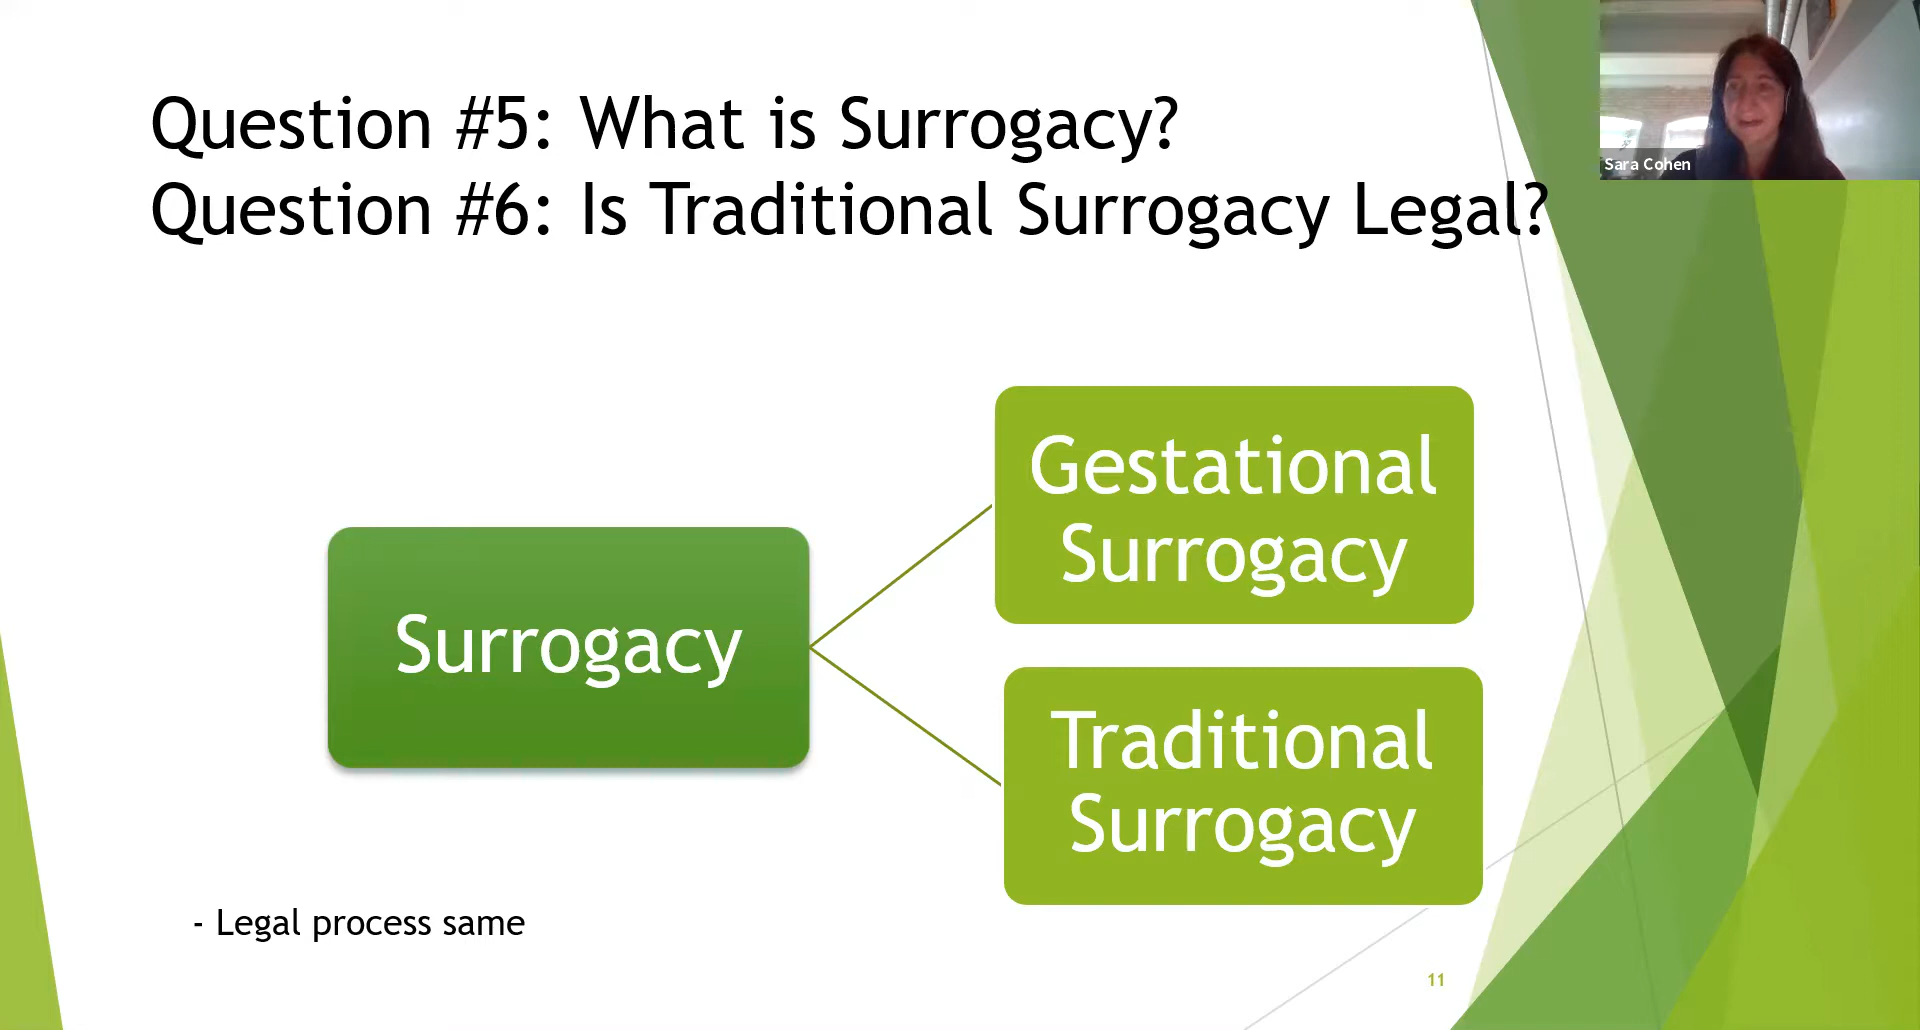 Question #5: What is Surrogacy?
Question #6: Is Traditional Surrogacy Legal?
Sara Cohen
Gestational
Surrogacy
Surrogacy
Traditional
Surrogacy
- Legal process same
11